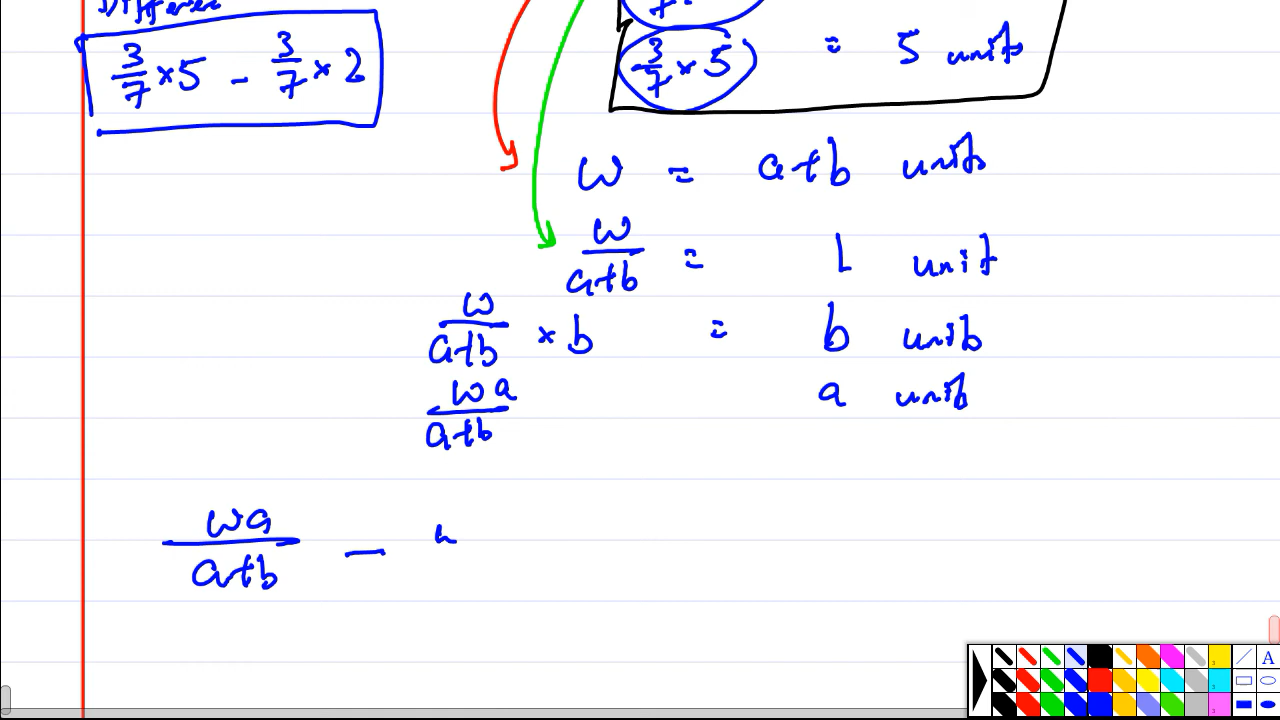 3/7 × 5 − 3/7 × 2
3/7 × 5 = 5 units
W = a+b units
W/(a+b) = 1 unit
W/(a+b) × b = b units
Wa/(a+b) a units
Wa/(a+b) −
A